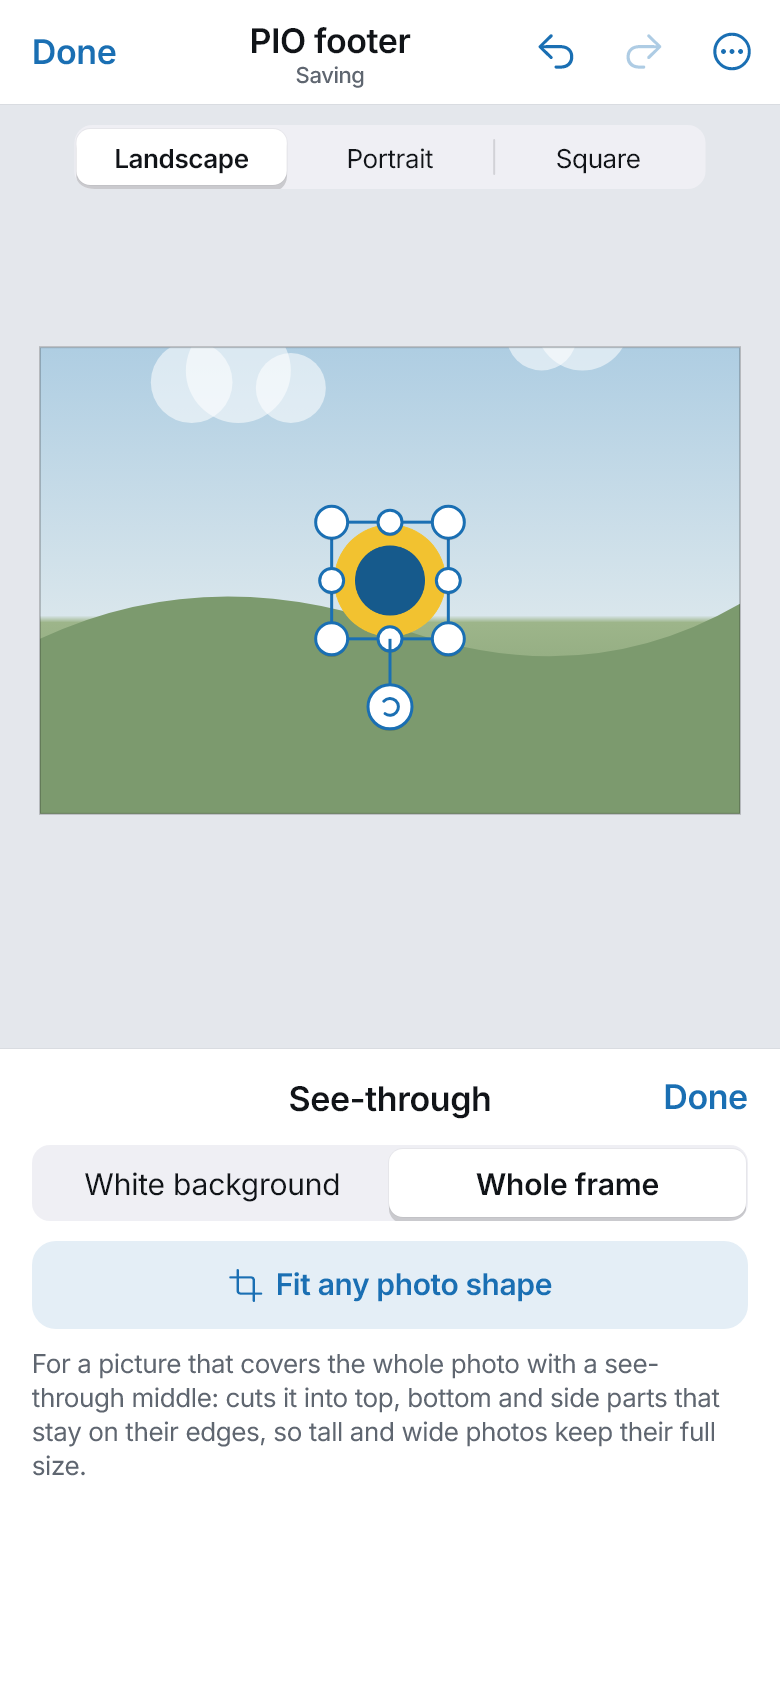 Done
PIO footer
Saving
Landscape
Portrait
Square
See-through
Done
White background
Whole frame
Fit any photo shape
For a picture that covers the whole photo with a see-
through middle: cuts it into top, bottom and side parts that
stay on their edges, so tall and wide photos keep their full
size.